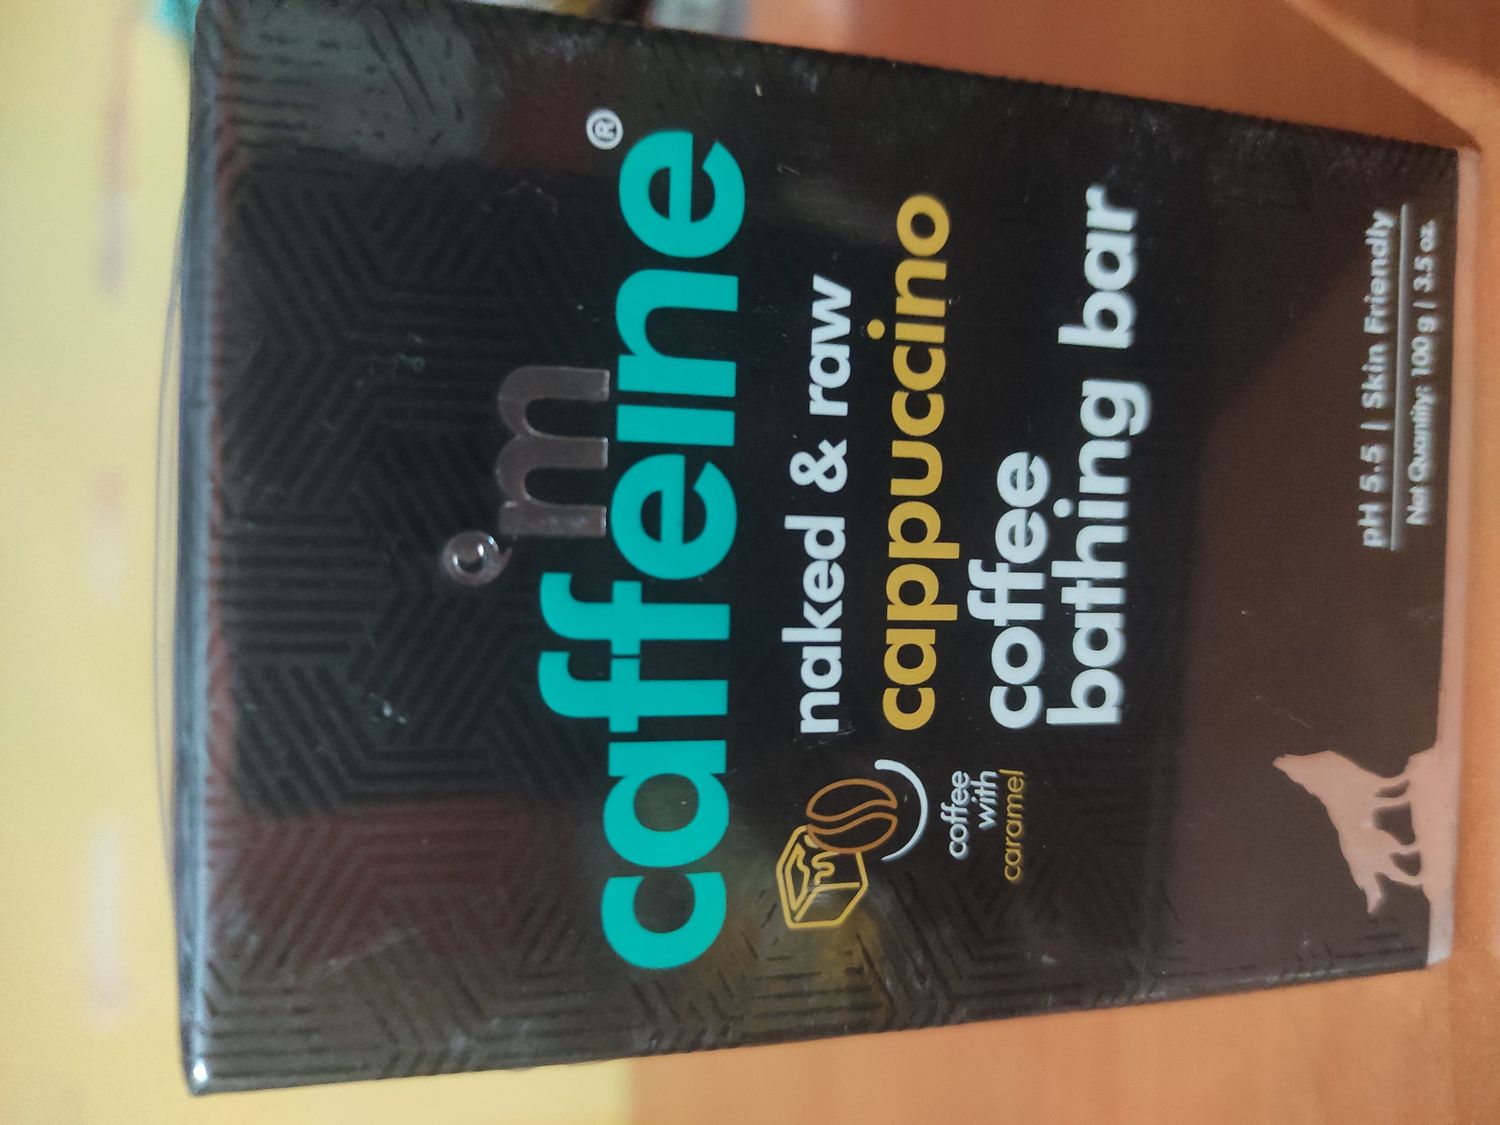 m
caffeine®
naked & raw
cappuccino
coffee
bathing bar
coffee
with
caramel
pH 5.5 | Skin Friendly
Net Quantity: 100 g | 3.5 oz.